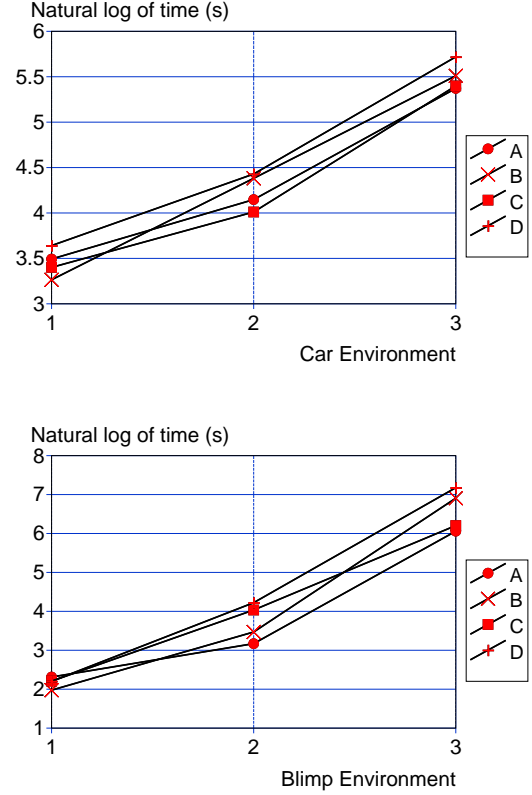 Natural log of time (s)
6
5.5
5
4.5
4
3.5
3
1 2 3
Car Environment
A
B
C
D
Natural log of time (s)
8
7
6
5
4
3
2
1
1 2 3
Blimp Environment
A
B
C
D